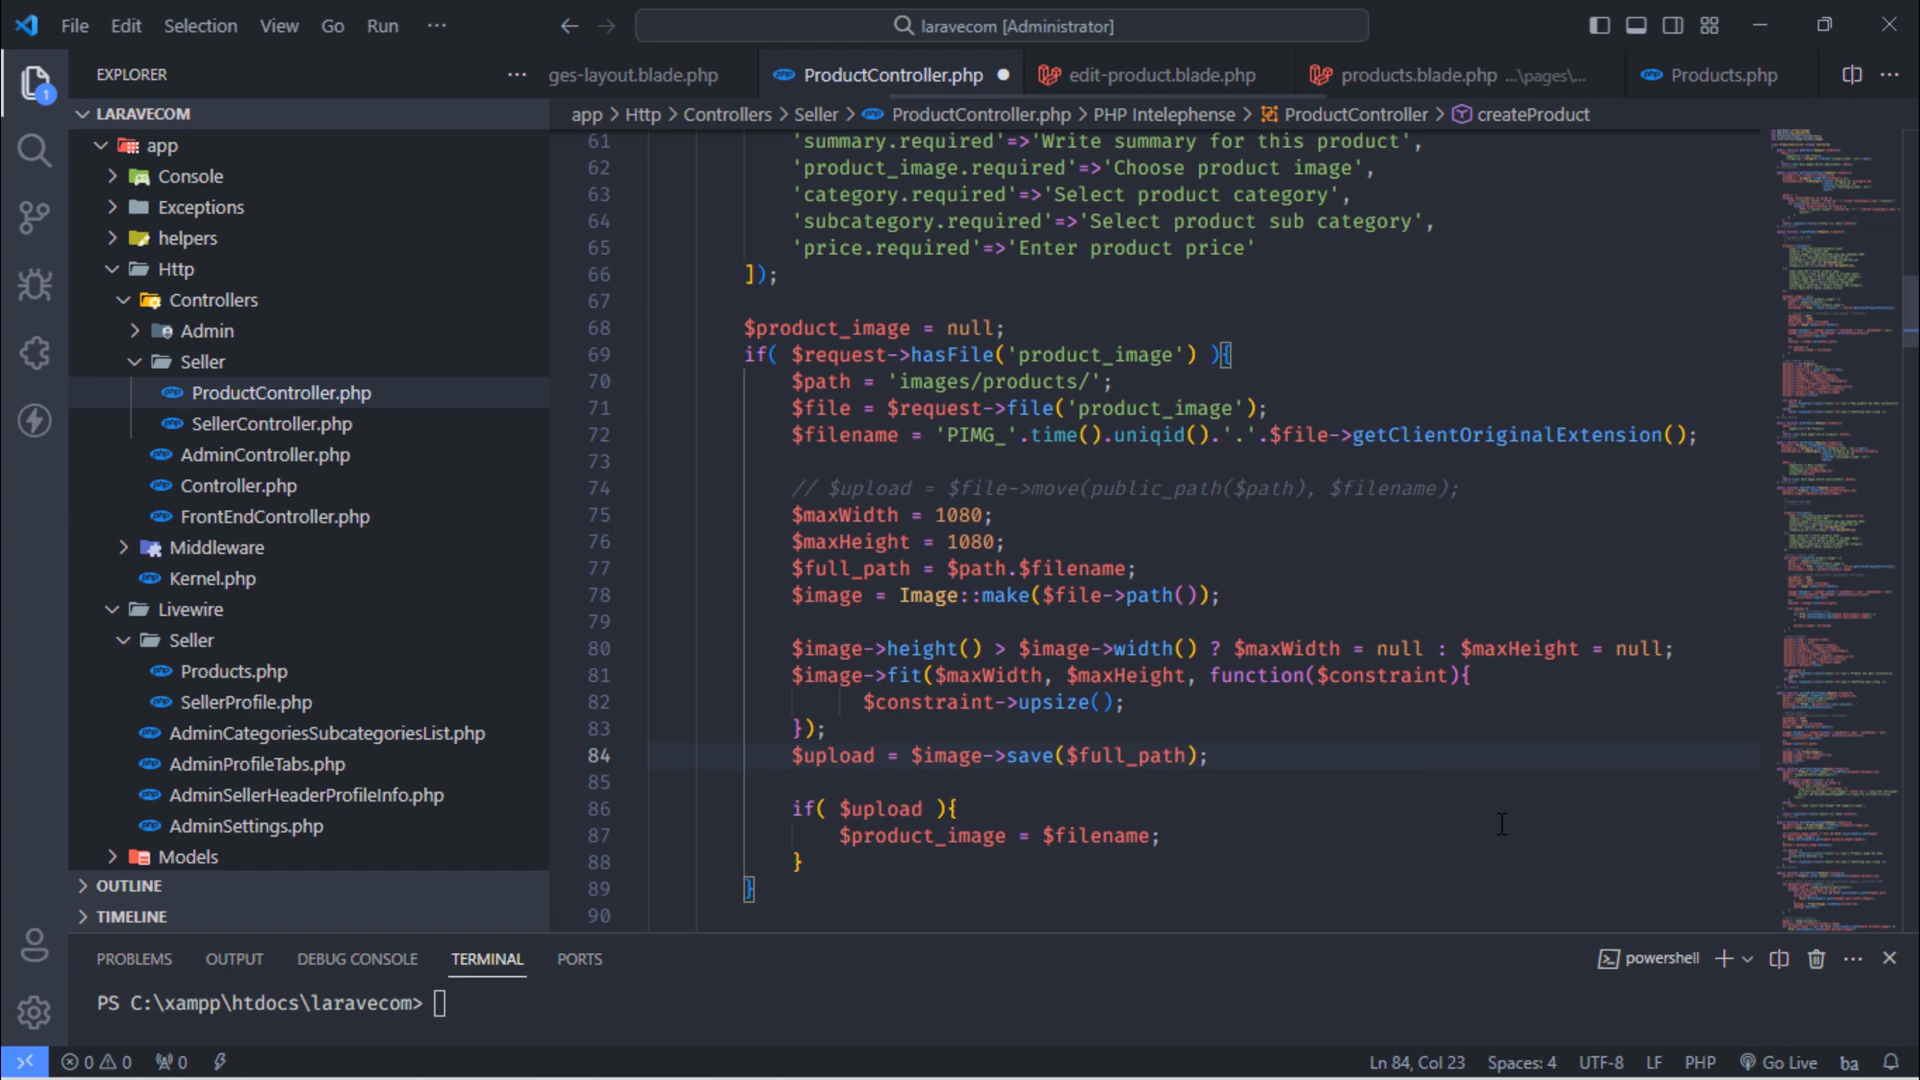 File Edit Selection View Go Run ···
laravecom [Administrator]
EXPLORER ···
ges-layout.blade.php
ProductController.php
edit-product.blade.php
products.blade.php ...\pages\...
Products.php
1
app > Http > Controllers > Seller > ProductController.php > PHP Intelephense > ProductController > createProduct
LARAVECOM
app
Console
Exceptions
helpers
Http
Controllers
Admin
Seller
ProductController.php
SellerController.php
AdminController.php
Controller.php
FrontEndController.php
Middleware
Kernel.php
Livewire
Seller
Products.php
SellerProfile.php
AdminCategoriesSubcategoriesList.php
AdminProfileTabs.php
AdminSellerHeaderProfileInfo.php
AdminSettings.php
Models
OUTLINE
TIMELINE
61 'summary.required'=>'Write summary for this product',
62 'product_image.required'=>'Choose product image',
63 'category.required'=>'Select product category',
64 'subcategory.required'=>'Select product sub category',
65 'price.required'=>'Enter product price'
66 ]);
67
68 $product_image = null;
69 if( $request->hasFile('product_image') ){
70 $path = 'images/products/';
71 $file = $request->file('product_image');
72 $filename = 'PIMG_'.time().uniqid().'.'.$file->getClientOriginalExtension();
73
74 // $upload = $file->move(public_path($path), $filename);
75 $maxWidth = 1080;
76 $maxHeight = 1080;
77 $full_path = $path.$filename;
78 $image = Image::make($file->path());
79
80 $image->height() > $image->width() ? $maxWidth = null : $maxHeight = null;
81 $image->fit($maxWidth, $maxHeight, function($constraint){
82 $constraint->upsize();
83 });
84 $upload = $image->save($full_path);
85
86 if( $upload ){
87 $product_image = $filename;
88 }
89 }
90
PROBLEMS OUTPUT DEBUG CONSOLE TERMINAL PORTS
powershell
PS C:\xampp\htdocs\laravecom>
0 0 0
Ln 84, Col 23 Spaces: 4 UTF-8 LF PHP Go Live ba